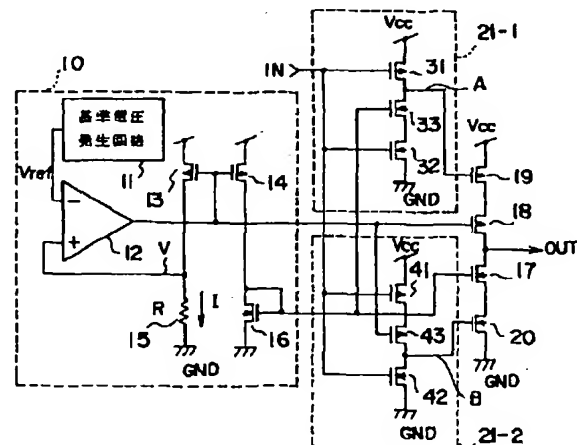 Vcc
21-1
10
IN
31
A
基準電圧
発生回路
33
Vcc
Vref
11
13
14
32
19
GND
18
12
Vcc
OUT
V
41
17
R
I
43
15
16
20
GND
42
B
GND
GND
21-2